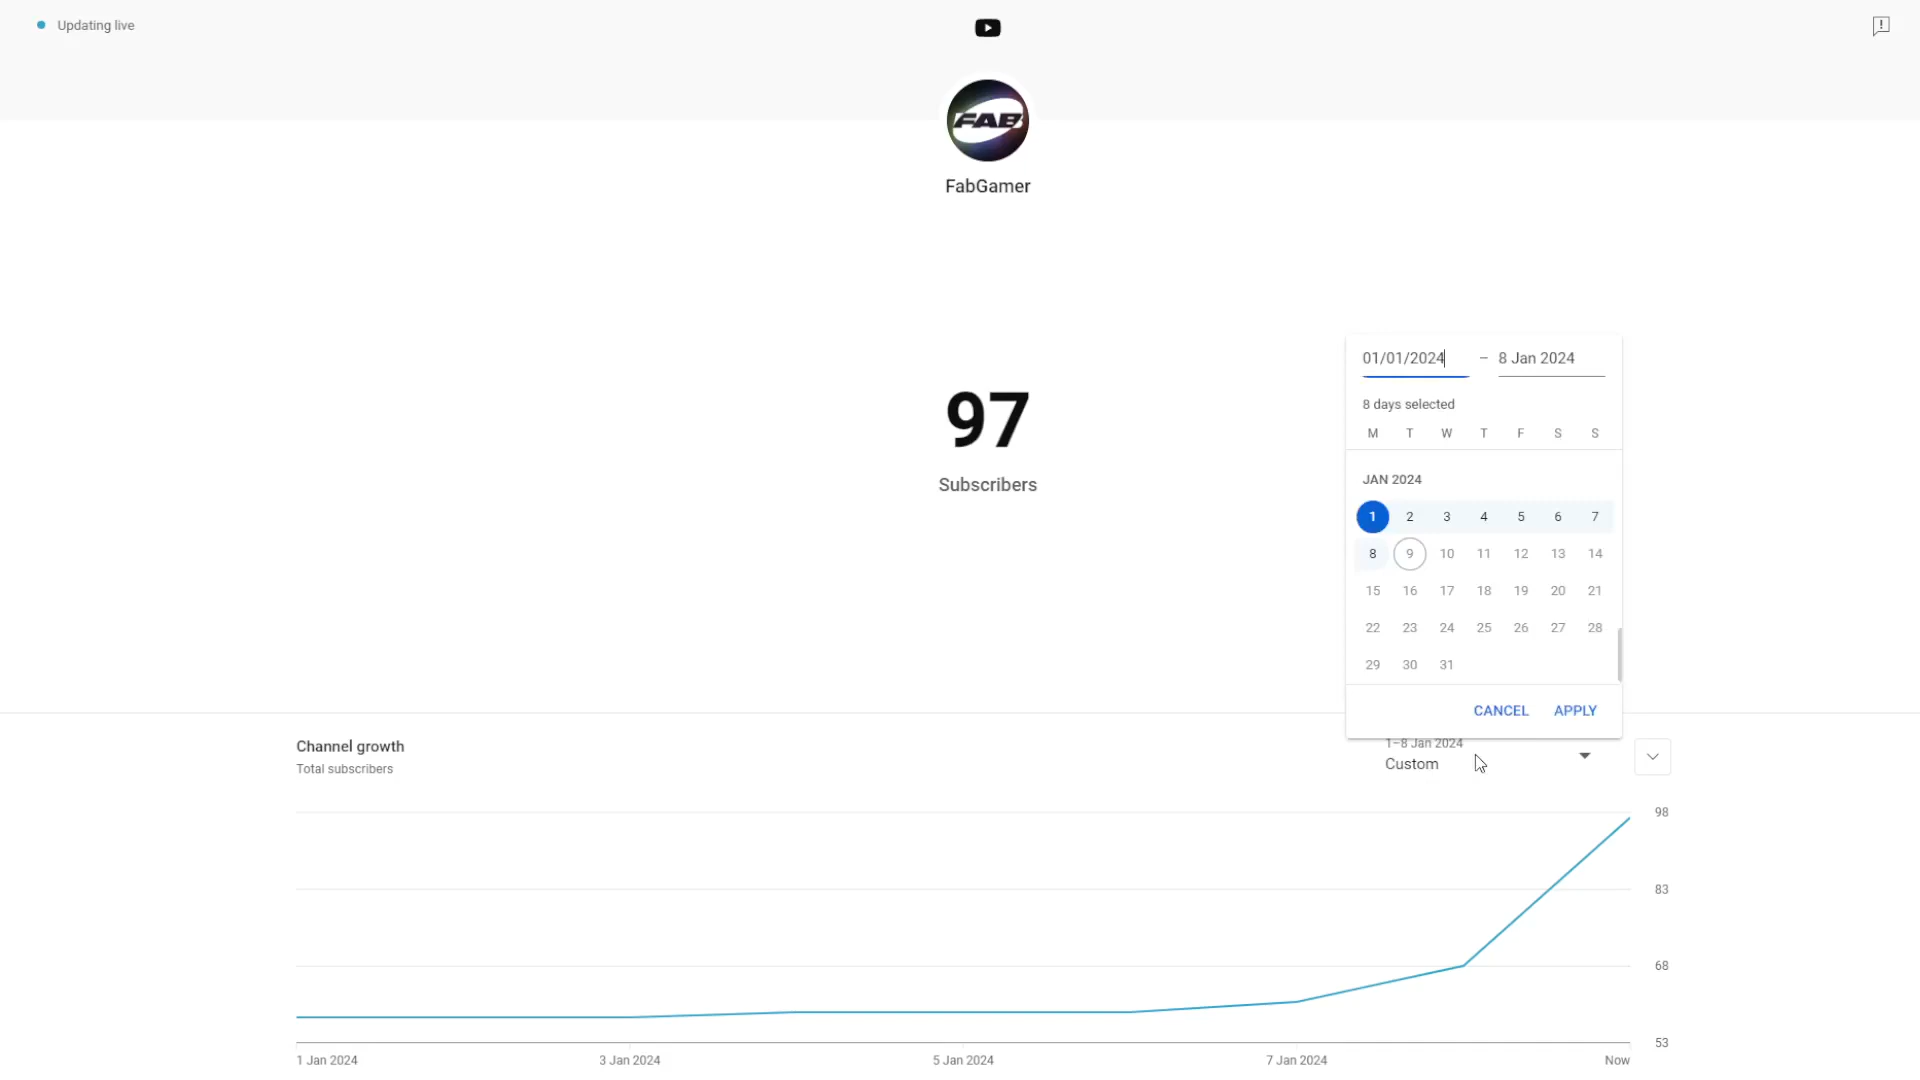 Updating live
FAB
FabGamer
97
Subscribers
01/01/2024 – 8 Jan 2024
8 days selected
M T W T F S S
JAN 2024
1 2 3 4 5 6 7
8 9 10 11 12 13 14
15 16 17 18 19 20 21
22 23 24 25 26 27 28
29 30 31
CANCEL APPLY
Channel growth
Total subscribers
1–8 Jan 2024
Custom
98
83
68
53
1 Jan 2024 3 Jan 2024 5 Jan 2024 7 Jan 2024 Now